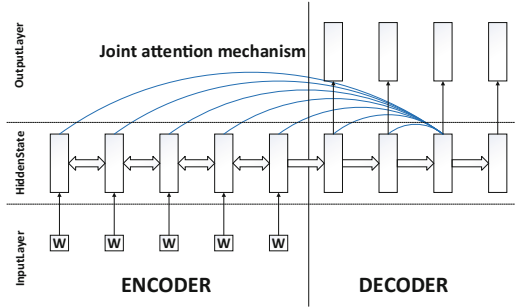 OutputLayer
Joint attention mechanism
HiddenState
InputLayer
W W W W W
ENCODER DECODER